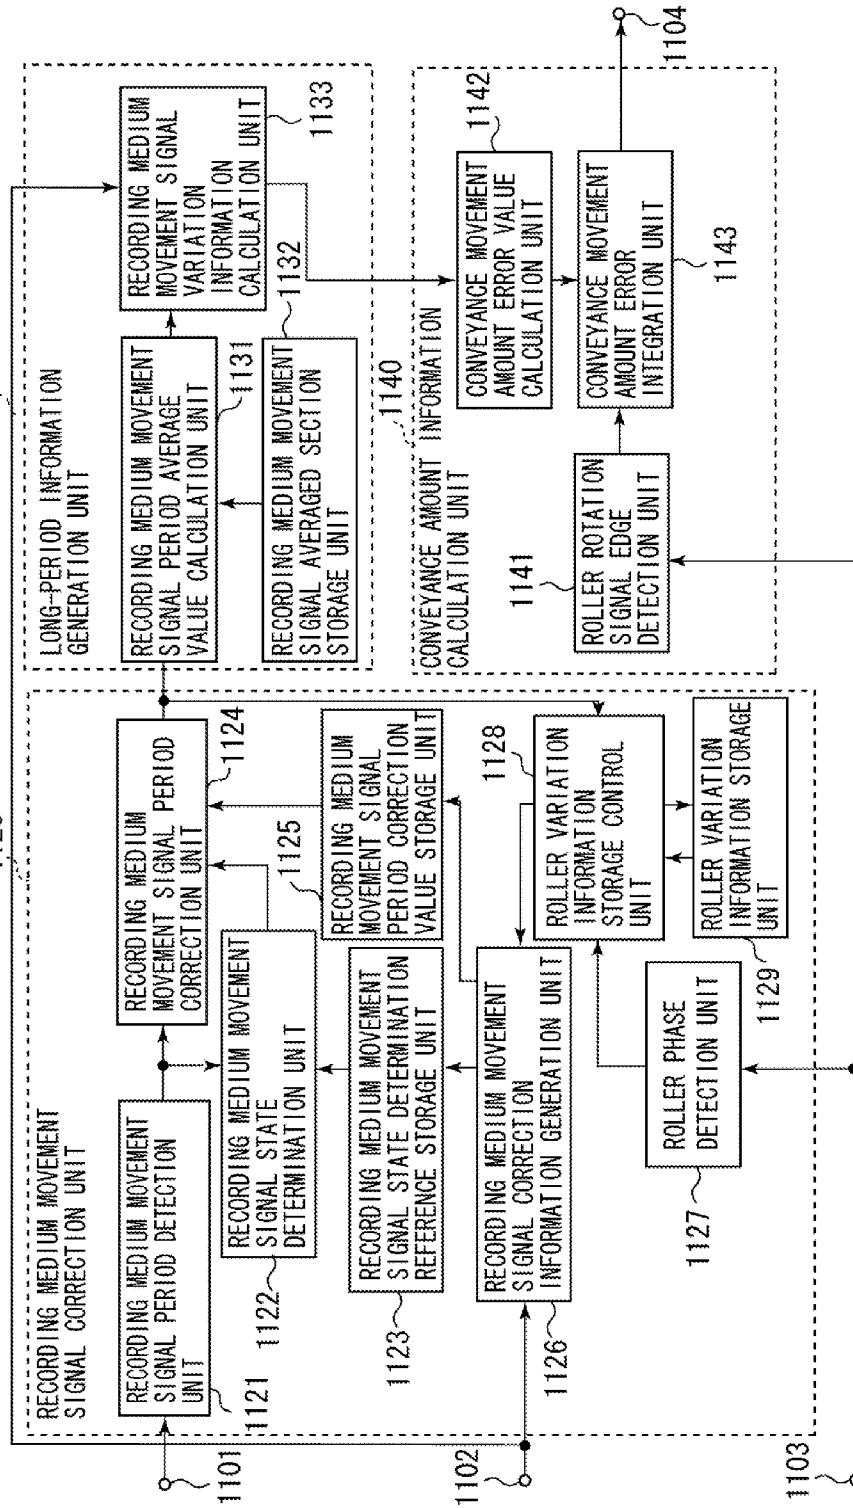 RECORDING MEDIUM MOVEMENT
SIGNAL CORRECTION UNIT
RECORDING MEDIUM MOVEMENT
SIGNAL PERIOD DETECTION
UNIT
1121
RECORDING MEDIUM MOVEMENT
SIGNAL STATE
DETERMINATION UNIT
1122
RECORDING MEDIUM MOVEMENT
SIGNAL STATE DETERMINATION
REFERENCE STORAGE UNIT
1123
RECORDING MEDIUM
MOVEMENT SIGNAL PERIOD
CORRECTION UNIT
1124
RECORDING MEDIUM
MOVEMENT SIGNAL
PERIOD CORRECTION
VALUE STORAGE UNIT
1125
RECORDING MEDIUM MOVEMENT
SIGNAL CORRECTION
INFORMATION GENERATION UNIT
1126
ROLLER PHASE
DETECTION UNIT
1127
ROLLER VARIATION
INFORMATION
STORAGE CONTROL
UNIT
1128
ROLLER VARIATION
INFORMATION STORAGE
UNIT
1129
LONG-PERIOD INFORMATION
GENERATION UNIT
RECORDING MEDIUM MOVEMENT
SIGNAL PERIOD AVERAGE
VALUE CALCULATION UNIT
1131
RECORDING MEDIUM MOVEMENT
SIGNAL AVERAGED SECTION
STORAGE UNIT
1132
RECORDING MEDIUM
MOVEMENT SIGNAL
VARIATION
INFORMATION
CALCULATION UNIT
1133
1140
CONVEYANCE AMOUNT INFORMATION
CALCULATION UNIT
ROLLER ROTATION
SIGNAL EDGE
DETECTION UNIT
1141
CONVEYANCE MOVEMENT
AMOUNT ERROR VALUE
CALCULATION UNIT
1142
CONVEYANCE MOVEMENT
AMOUNT ERROR
INTEGRATION UNIT
1143
1101
1102
1103
1104